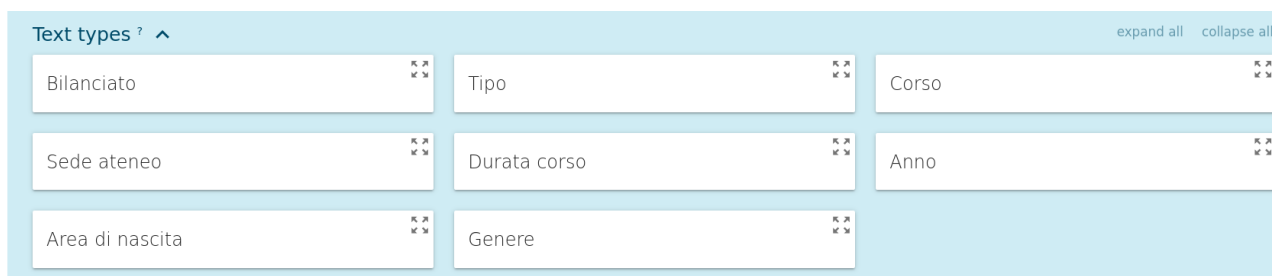 Text types ? expand all collapse all
Bilanciato Tipo Corso
Sede ateneo Durata corso Anno
Area di nascita Genere